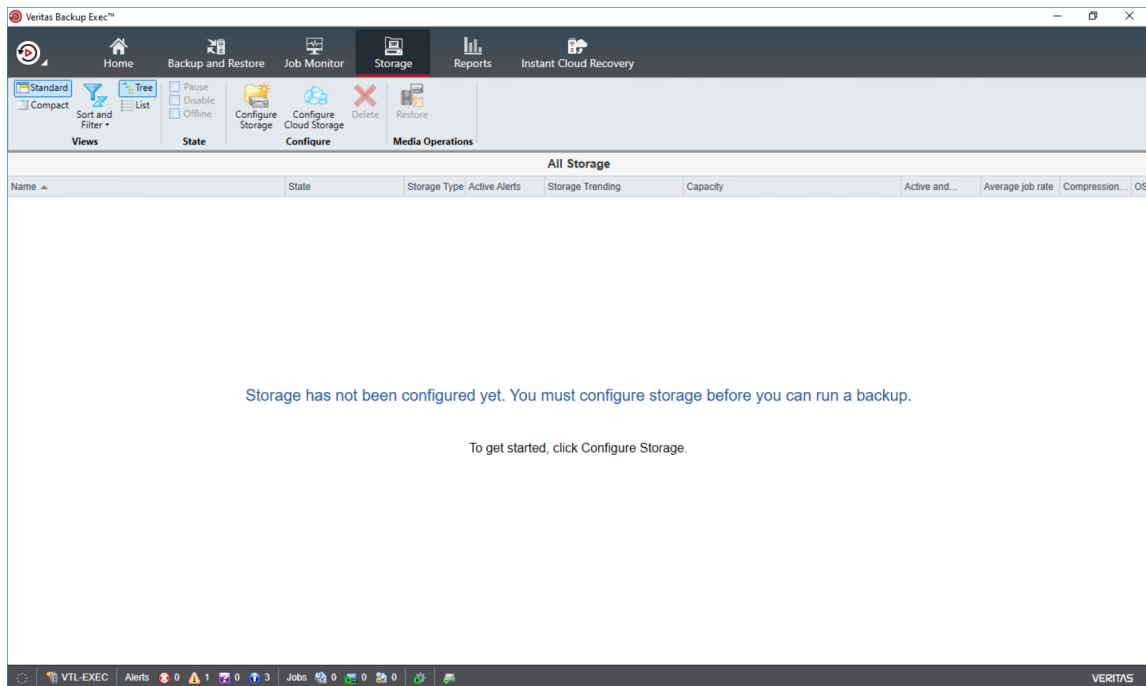 Veritas Backup Exec™
Home Backup and Restore Job Monitor Storage Reports Instant Cloud Recovery
Standard
Compact
Sort and
Filter
Tree
List
Views
Pause
Disable
Offline
State
Configure
Storage
Configure
Cloud Storage
Delete
Configure
Restore
Media Operations
All Storage
Name State Storage Type Active Alerts Storage Trending Capacity Active and... Average job rate Compression... OS
Storage has not been configured yet. You must configure storage before you can run a backup.
To get started, click Configure Storage.
VTL-EXEC Alerts 0 1 0 3 Jobs 0 0 0 VERITAS